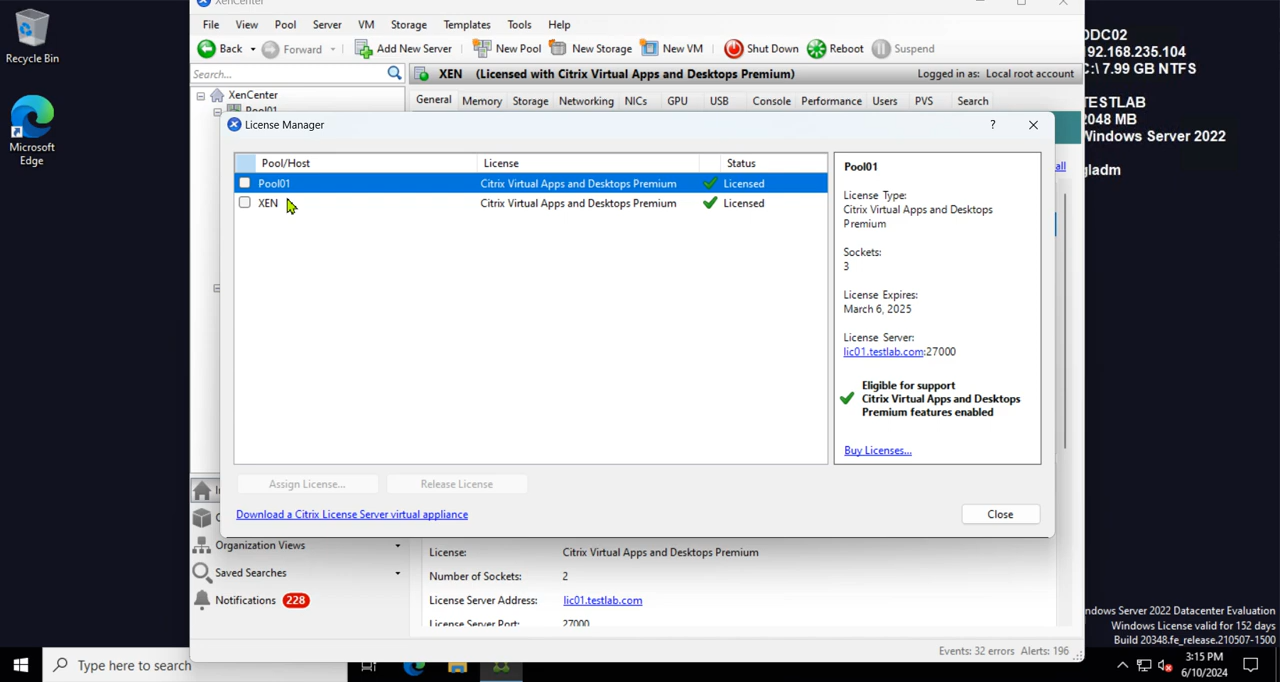 Recycle Bin
Microsoft
Edge
XenCenter
File View Pool Server VM Storage Templates Tools Help
Back Forward Add New Server New Pool New Storage New VM Shut Down Reboot Suspend
Search...
XEN (Licensed with Citrix Virtual Apps and Desktops Premium) Logged in as: Local root account
XenCenter
Pool01
General Memory Storage Networking NICs GPU USB Console Performance Users PVS Search
License Manager
?
Pool/Host License Status
Pool01 Citrix Virtual Apps and Desktops Premium Licensed
XEN Citrix Virtual Apps and Desktops Premium Licensed
Pool01
License Type:
Citrix Virtual Apps and Desktops
Premium
Sockets:
3
License Expires:
March 6, 2025
License Server:
lic01.testlab.com:27000
Eligible for support
Citrix Virtual Apps and Desktops
Premium features enabled
Buy Licenses...
Assign License... Release License
Download a Citrix License Server virtual appliance
Close
Organization Views
Saved Searches
Notifications 228
License: Citrix Virtual Apps and Desktops Premium
Number of Sockets: 2
License Server Address: lic01.testlab.com
License Server Port: 27000
Events: 32 errors Alerts: 196
DDC02
92.168.235.104
C:\ 7.99 GB NTFS
TESTLAB
2048 MB
Windows Server 2022
gladm
ndows Server 2022 Datacenter Evaluation
Windows License valid for 152 days
Build 20348.fe_release.210507-1500
Type here to search
3:15 PM
6/10/2024